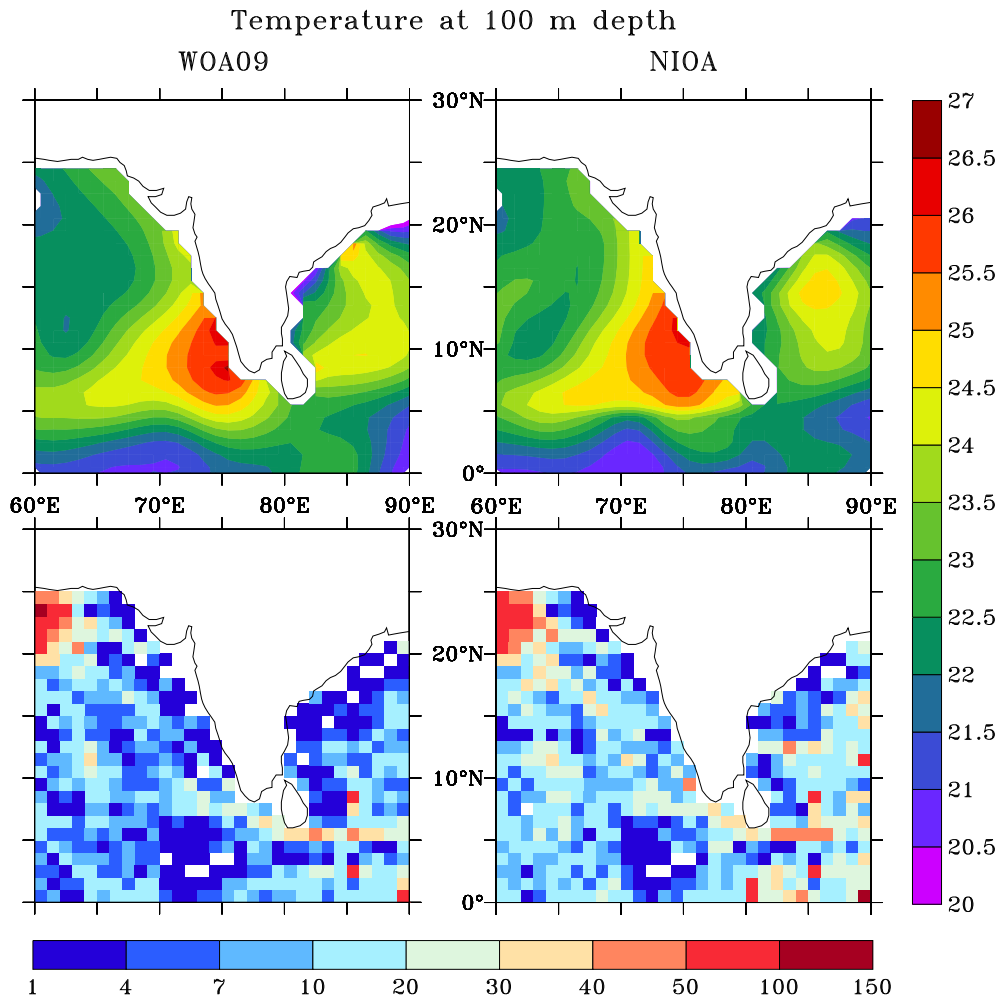 Temperature at 100 m depth
WOA09 NIOA
30°N 27
26.5
26
20°N 25.5
25
10°N 24.5
24
0° 23.5
60°E 70°E 80°E 90°E 60°E 70°E 80°E 90°E
30°N 23
22.5
20°N 22
21.5
10°N 21
20.5
0° 20
1 4 7 10 20 30 40 50 100 150